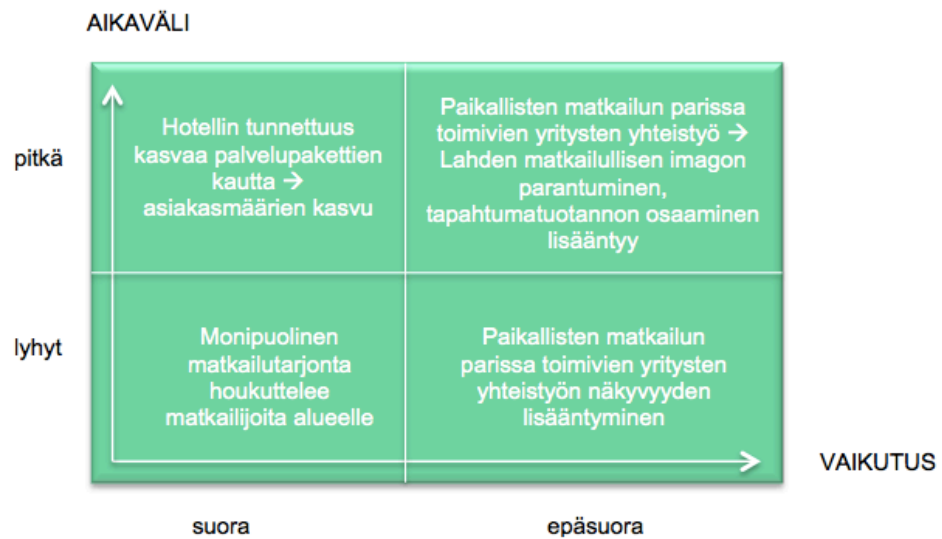 AIKAVÄLI
pitkä
Hotellin tunnettuus
kasvaa palvelupakettien
kautta →
asiakasmäärien kasvu
Paikallisten matkailun parissa
toimivien yritysten yhteistyö →
Lahden matkailullisen imagon
parantuminen,
tapahtumatuotannon osaaminen
lisääntyy
lyhyt
Monipuolinen
matkailutarjonta
houkuttelee
matkailijoita alueelle
Paikallisten matkailun
parissa toimivien yritysten
yhteistyön näkyvyyden
lisääntyminen
VAIKUTUS
suora
epäsuora